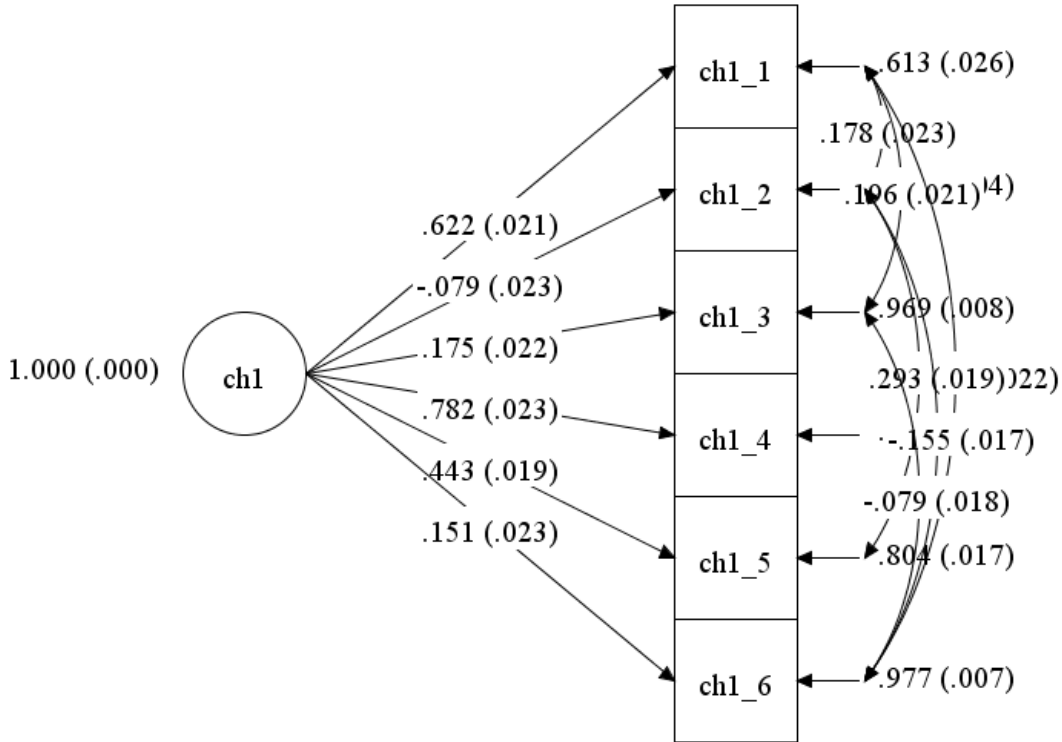 ch1_1
.613 (.026)
.178 (.023)
ch1_2
.196 (.021)
.622 (.021)
-.079 (.023)
ch1_3
.969 (.008)
.175 (.022)
1.000 (.000)
ch1
.293 (.019)
.782 (.023)
ch1_4
-.155 (.017)
.443 (.019)
-.079 (.018)
.151 (.023)
ch1_5
.804 (.017)
ch1_6
.977 (.007)